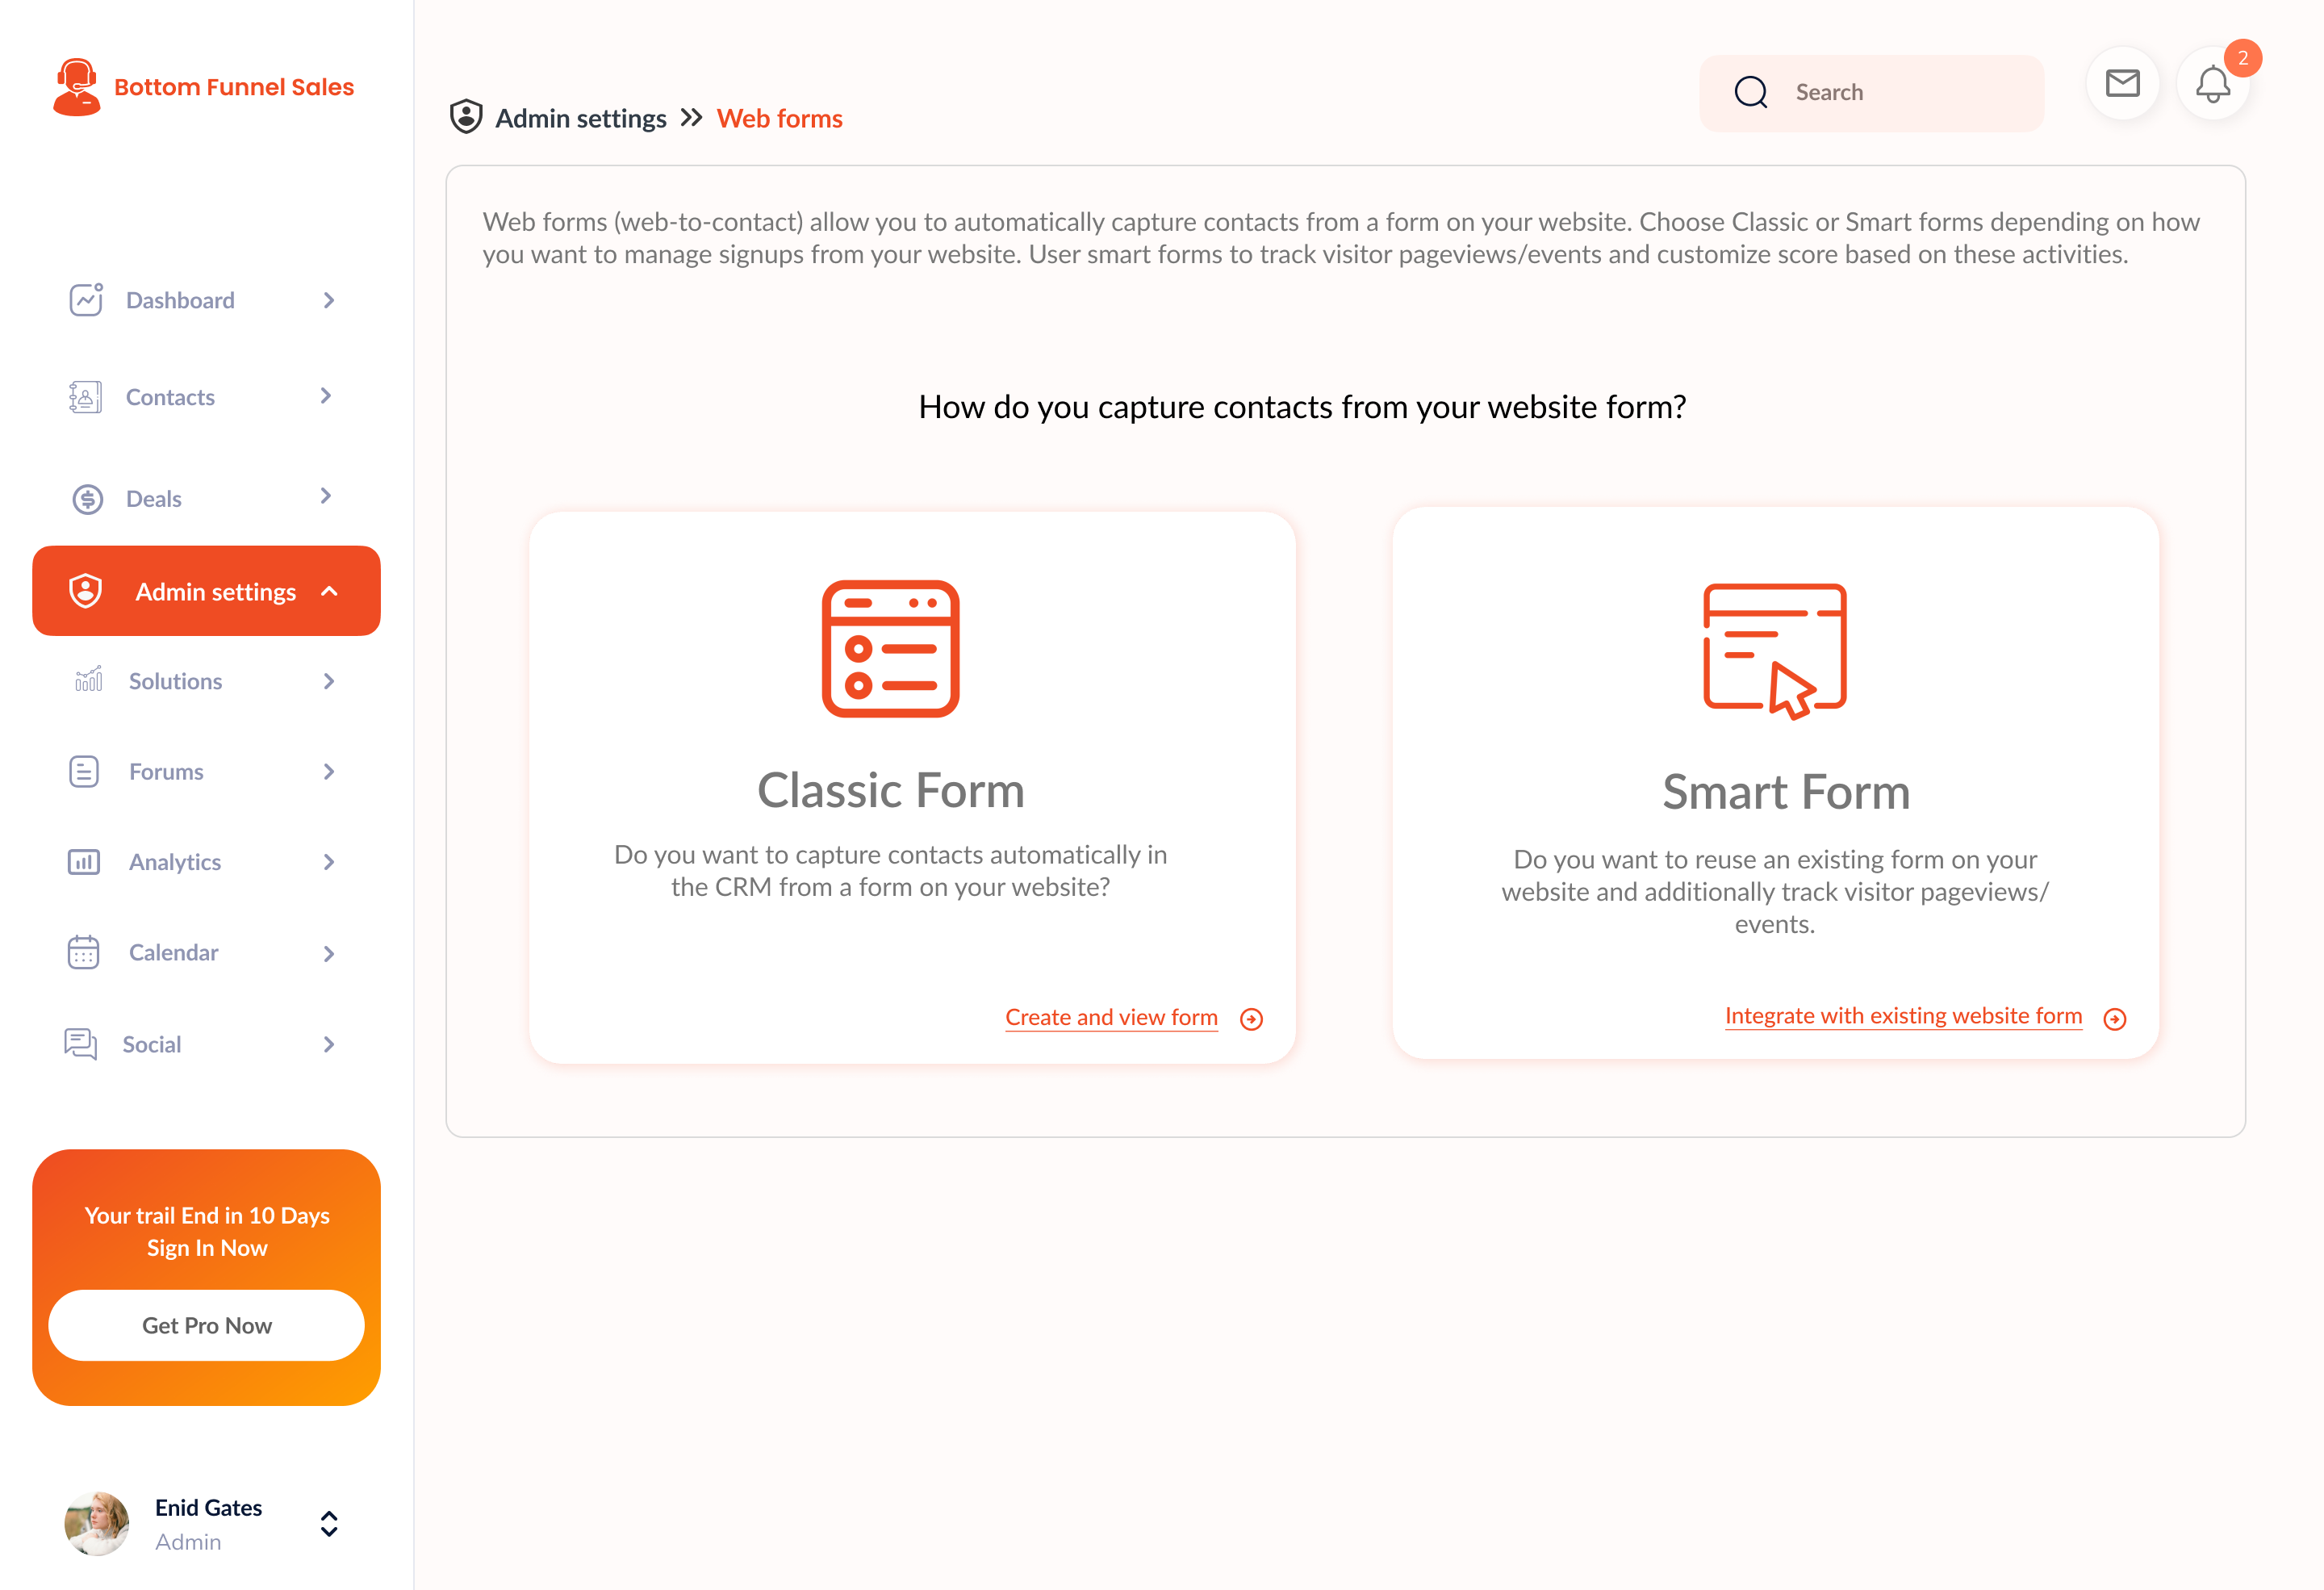 Bottom Funnel Sales
Admin settings
Web forms
Search
2
Web forms (web-to-contact) allow you to automatically capture contacts from a form on your website. Choose Classic or Smart forms depending on how
you want to manage signups from your website. User smart forms to track visitor pageviews/events and customize score based on these activities.
Dashboard
Contacts
Deals
Admin settings
Solutions
Forums
Analytics
Calendar
Social
How do you capture contacts from your website form?
Classic Form
Do you want to capture contacts automatically in
the CRM from a form on your website?
Create and view form
Smart Form
Do you want to reuse an existing form on your
website and additionally track visitor pageviews/
events.
Integrate with existing website form
Your trail End in 10 Days
Sign In Now
Get Pro Now
Enid Gates
Admin